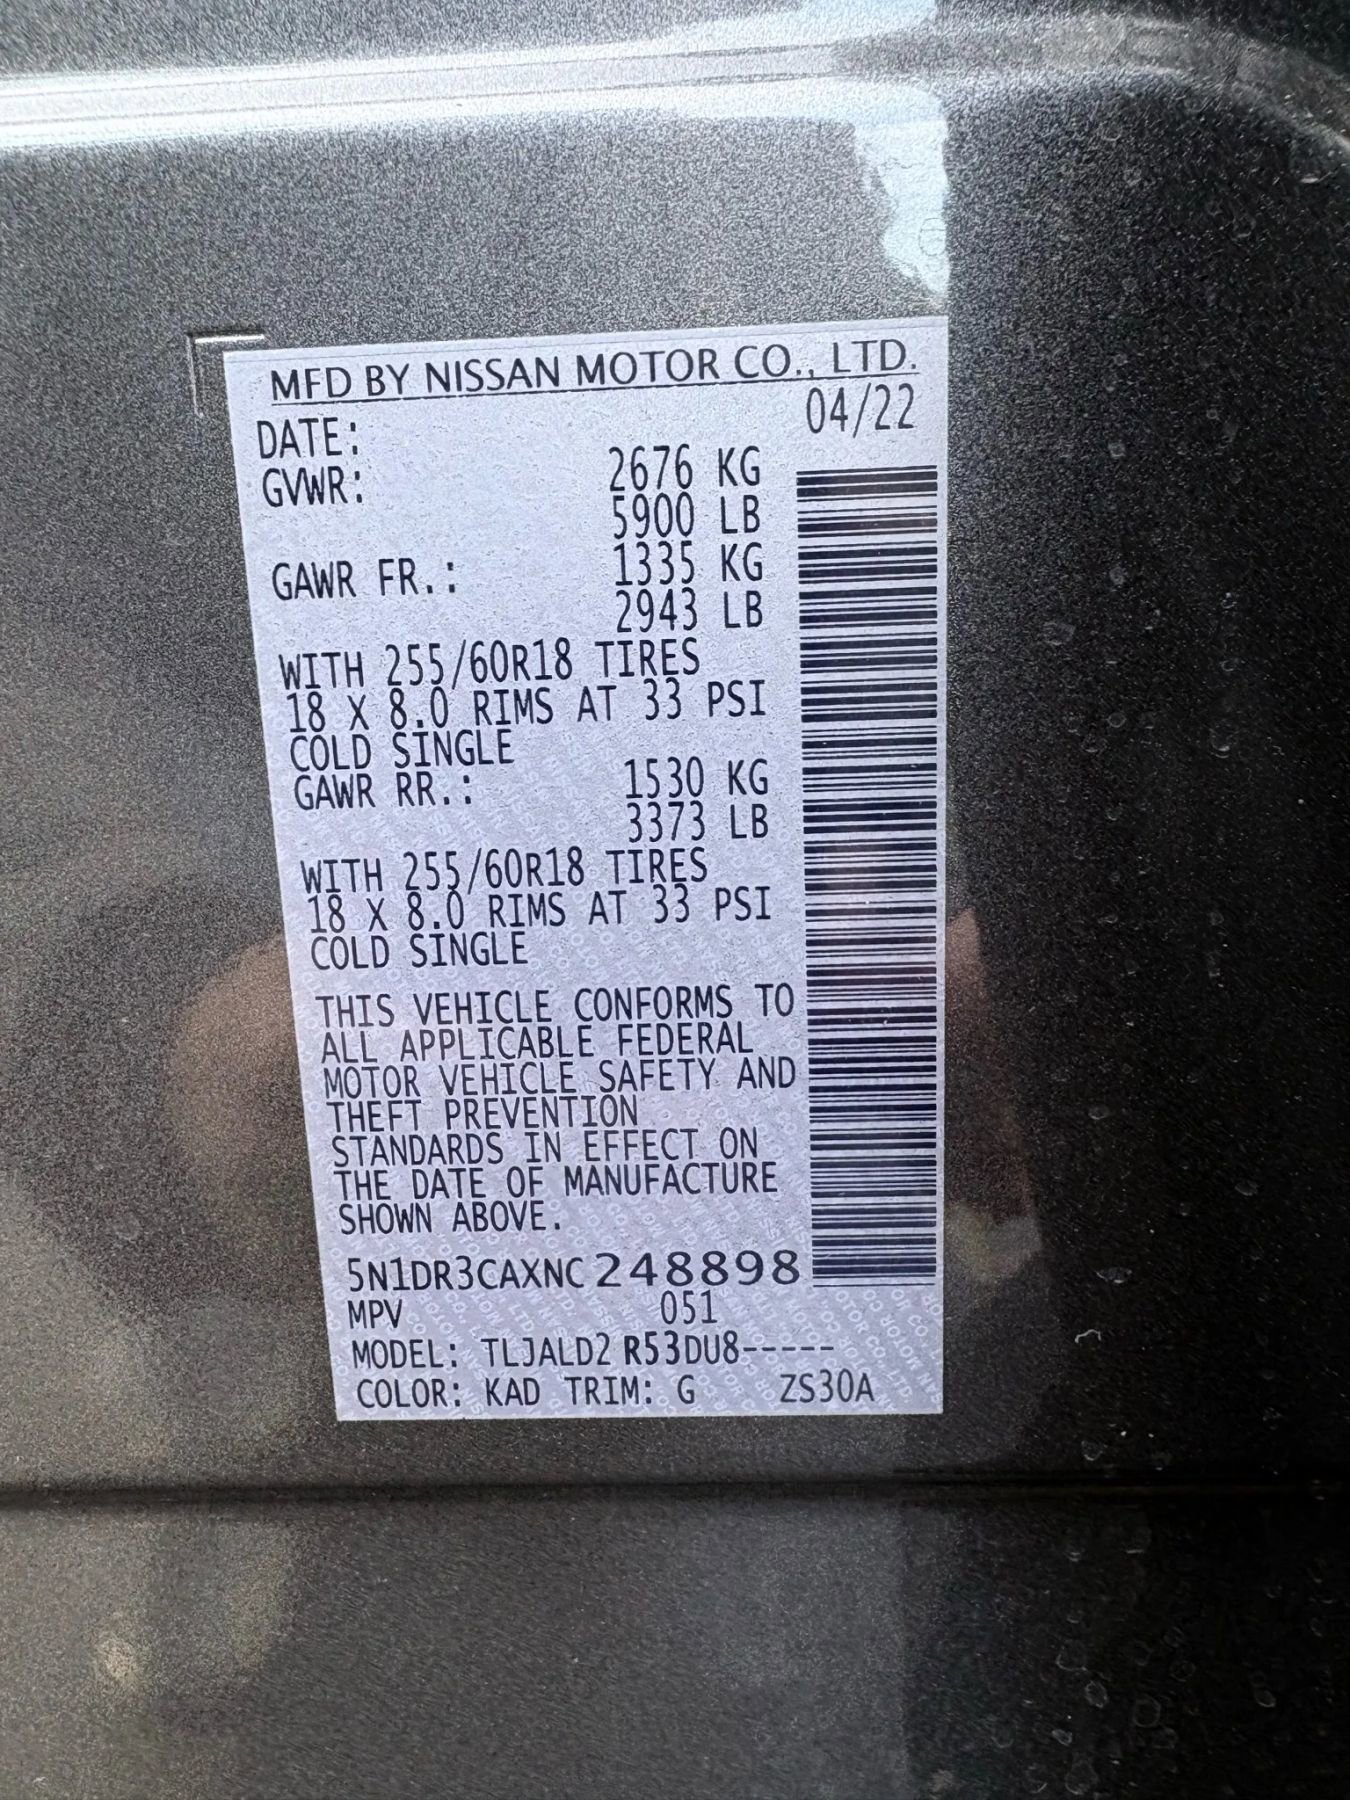 MFD BY NISSAN MOTOR CO., LTD.
DATE: 04/22
GVWR: 2676 KG
5900 LB
GAWR FR.: 1335 KG
2943 LB
WITH 255/60R18 TIRES
18 X 8.0 RIMS AT 33 PSI
COLD SINGLE
GAWR RR.: 1530 KG
3373 LB
WITH 255/60R18 TIRES
18 X 8.0 RIMS AT 33 PSI
COLD SINGLE
THIS VEHICLE CONFORMS TO
ALL APPLICABLE FEDERAL
MOTOR VEHICLE SAFETY AND
THEFT PREVENTION
STANDARDS IN EFFECT ON
THE DATE OF MANUFACTURE
SHOWN ABOVE.
5N1DR3CAXNC248898
MPV 051
MODEL: TLJALD2 R53DU8-----
COLOR: KAD TRIM: G ZS30A